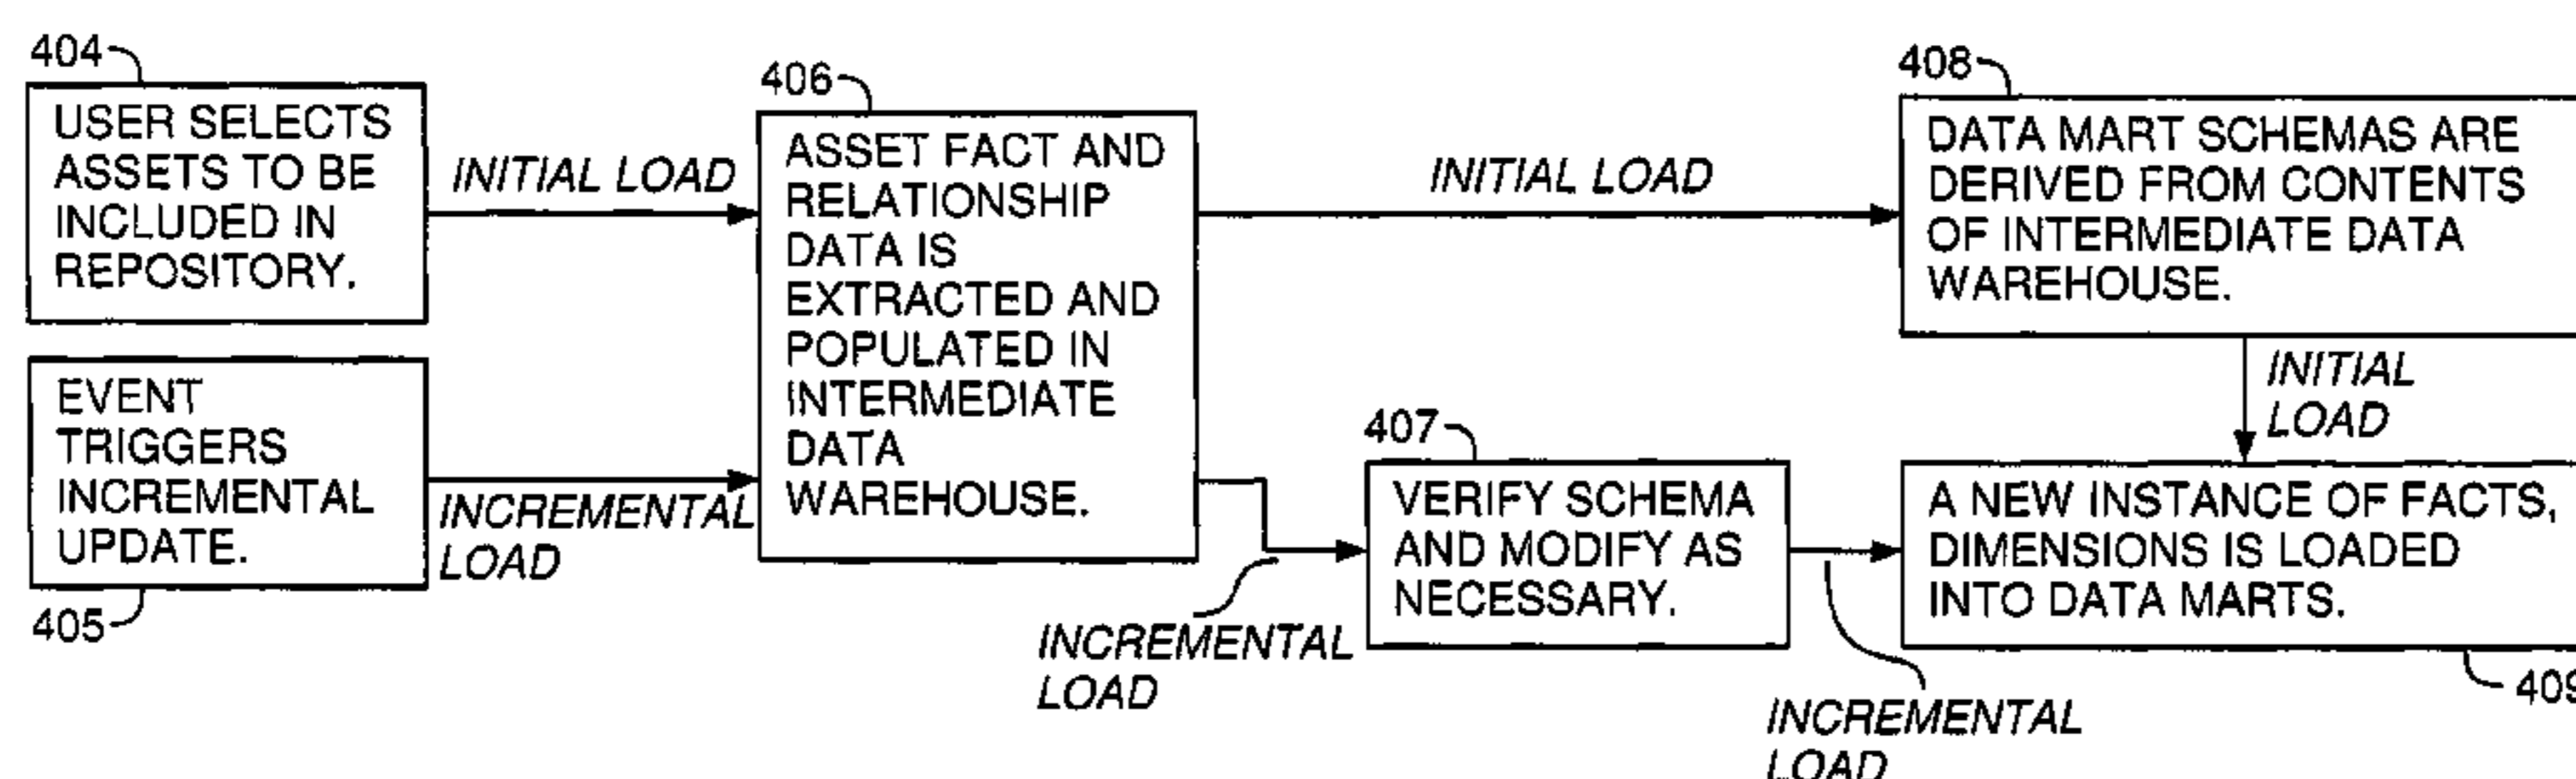 404
USER SELECTS
ASSETS TO BE
INCLUDED IN
REPOSITORY.
INITIAL LOAD
405
EVENT
TRIGGERS
INCREMENTAL
UPDATE.
INCREMENTAL
LOAD
406
ASSET FACT AND
RELATIONSHIP
DATA IS
EXTRACTED AND
POPULATED IN
INTERMEDIATE
DATA
WAREHOUSE.
INITIAL LOAD
INCREMENTAL
LOAD
407
VERIFY SCHEMA
AND MODIFY AS
NECESSARY.
INCREMENTAL
LOAD
408
DATA MART SCHEMAS ARE
DERIVED FROM CONTENTS
OF INTERMEDIATE DATA
WAREHOUSE.
INITIAL
LOAD
A NEW INSTANCE OF FACTS,
DIMENSIONS IS LOADED
INTO DATA MARTS.
409